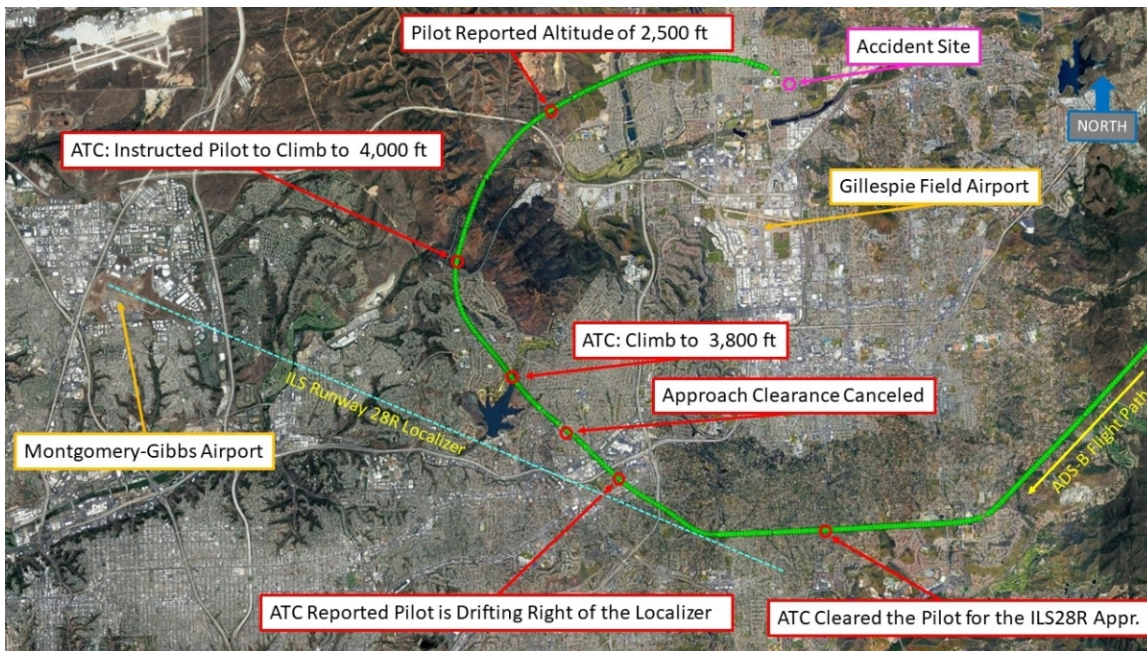 Pilot Reported Altitude of 2,500 ft
Accident Site
NORTH
ATC: Instructed Pilot to Climb to 4,000 ft
Gillespie Field Airport
ATC: Climb to 3,800 ft
Approach Clearance Canceled
ILS Runway 28R Localizer
Montgomery-Gibbs Airport
ADS-B Flight Path
ATC Reported Pilot is Drifting Right of the Localizer
ATC Cleared the Pilot for the ILS28R Appr.